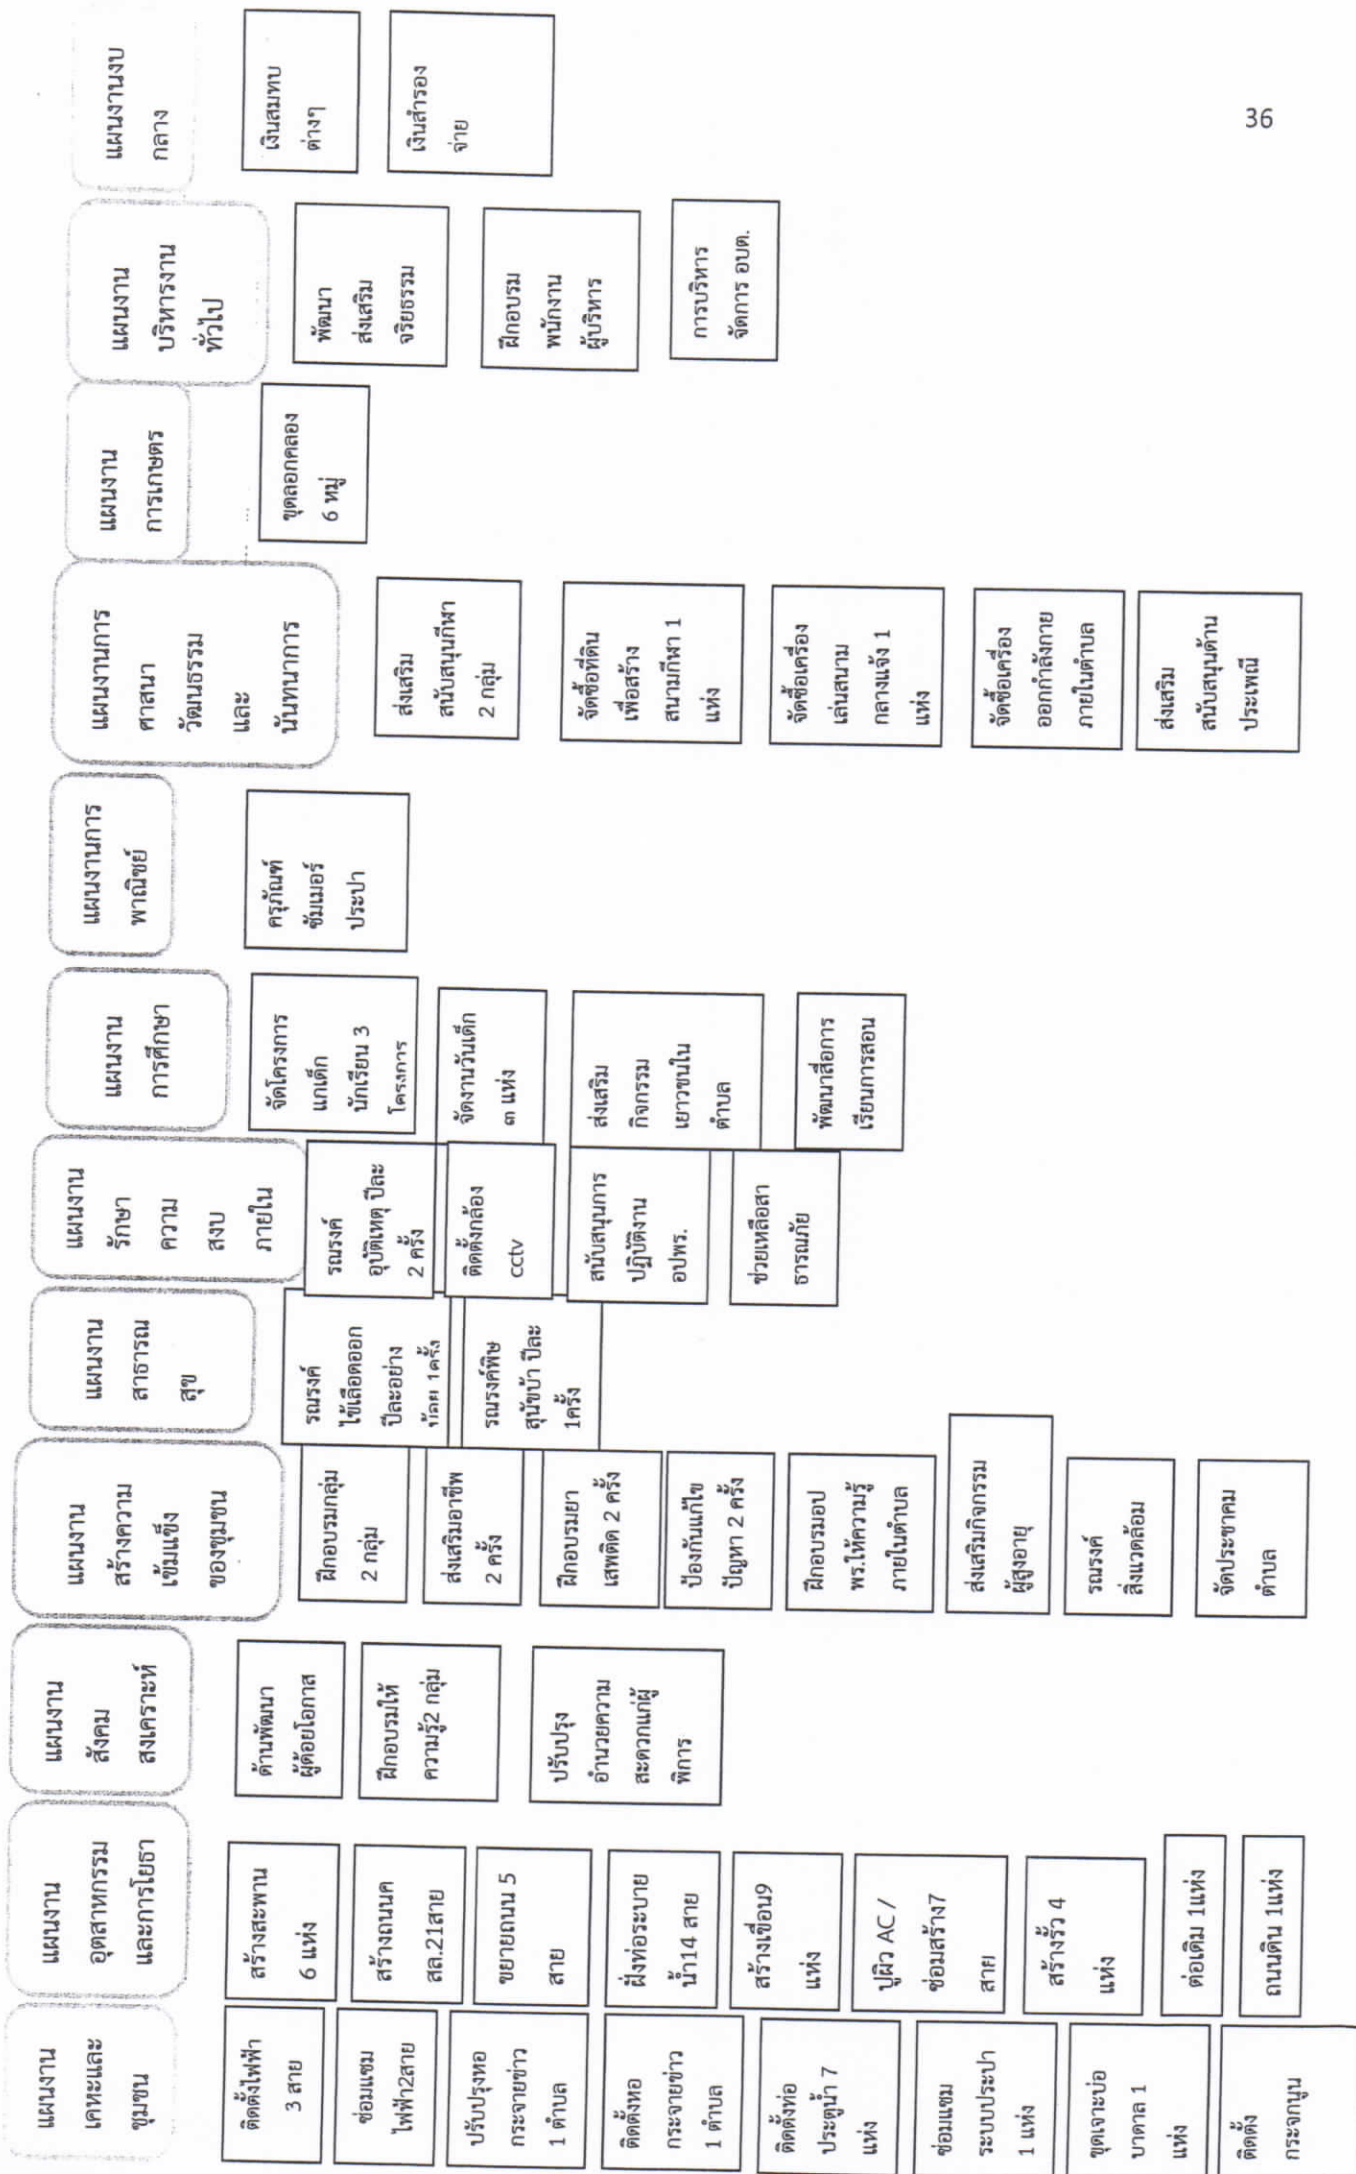 36
แผนงาน
เคหะและ
ชุมชน
ติดตั้งไฟฟ้า
3 สาย
ซ่อมแซม
ไฟฟ้า2สาย
ปรับปรุงหอ
กระจายข่าว
1 ตำบล
ติดตั้งหอ
กระจายข่าว
1 ตำบล
ติดตั้งท่อ
ประตูน้ำ 7
แห่ง
ซ่อมแซม
ระบบประปา
1 แห่ง
ขุดเจาะบ่อ
บาดาล 1
แห่ง
ติดตั้ง
กระจกนูน
แผนงาน
อุตสาหกรรม
และการโยธา
สร้างสะพาน
6 แห่ง
สร้างถนนค
สล.21สาย
ขยายถนน 5
สาย
ฝังท่อระบาย
น้ำ14 สาย
สร้างเขื่อน9
แห่ง
ปูผิว AC /
ซ่อมสร้าง7
สาย
สร้างรั้ว 4
แห่ง
ต่อเติม 1แห่ง
ถนนดิน 1แห่ง
แผนงาน
สังคม
สงเคราะห์
ด้านพัฒนา
ผู้ด้อยโอกาส
ฝึกอบรมให้
ความรู้2 กลุ่ม
ปรับปรุง
อำนวยความ
สะดวกแก่ผู้
พิการ
แผนงาน
สร้างความ
เข้มแข็ง
ของชุมชน
ฝึกอบรมกลุ่ม
2 กลุ่ม
ส่งเสริมอาชีพ
2 ครั้ง
ฝึกอบรมยา
เสพติด 2 ครั้ง
ป้องกันแก้ไข
ปัญหา 2 ครั้ง
ฝึกอบรมอป
พร.ให้ความรู้
ภายในตำบล
ส่งเสริมกิจกรรม
ผู้สูงอายุ
รณรงค์
สิ่งแวดล้อม
จัดประชาคม
ตำบล
แผนงาน
สาธารณ
สุข
รณรงค์
ไข้เลือดออก
ปีละอย่าง
น้อย 1ครั้ง
รณรงค์พิษ
สุนัขบ้า ปีละ
1ครั้ง
แผนงาน
รักษา
ความ
สงบ
ภายใน
รณรงค์
อุบัติเหตุ ปีละ
2 ครั้ง
ติดตั้งกล้อง
cctv
สนับสนุนการ
ปฏิบัติงาน
อปพร.
ช่วยเหลือสา
ธารณภัย
แผนงาน
การศึกษา
จัดโครงการ
แกเด็ก
นักเรียน 3
โครงการ
จัดงานวันเด็ก
๓ แห่ง
ส่งเสริม
กิจกรรม
เยาวชนใน
ตำบล
พัฒนาสื่อการ
เรียนการสอน
แผนงานการ
พาณิชย์
ครุภัณฑ์
ซัมเมอร์
ประปา
แผนงานการ
ศาสนา
วัฒนธรรม
และ
นันทนาการ
ส่งเสริม
สนับสนุนกีฬา
2 กลุ่ม
จัดซื้อที่ดิน
เพื่อสร้าง
สนามกีฬา 1
แห่ง
จัดซื้อเครื่อง
เล่นสนาม
กลางแจ้ง 1
แห่ง
จัดซื้อเครื่อง
ออกกำลังกาย
ภายในตำบล
ส่งเสริม
สนับสนุนด้าน
ประเพณี
แผนงาน
การเกษตร
ขุดลอกคลอง
6 หมู่
แผนงาน
บริหารงาน
ทั่วไป
พัฒนา
ส่งเสริม
จริยธรรม
ฝึกอบรม
พนักงาน
ผู้บริหาร
การบริหาร
จัดการ อบต.
แผนงานงบ
กลาง
เงินสมทบ
ต่างๆ
เงินสำรอง
จ่าย